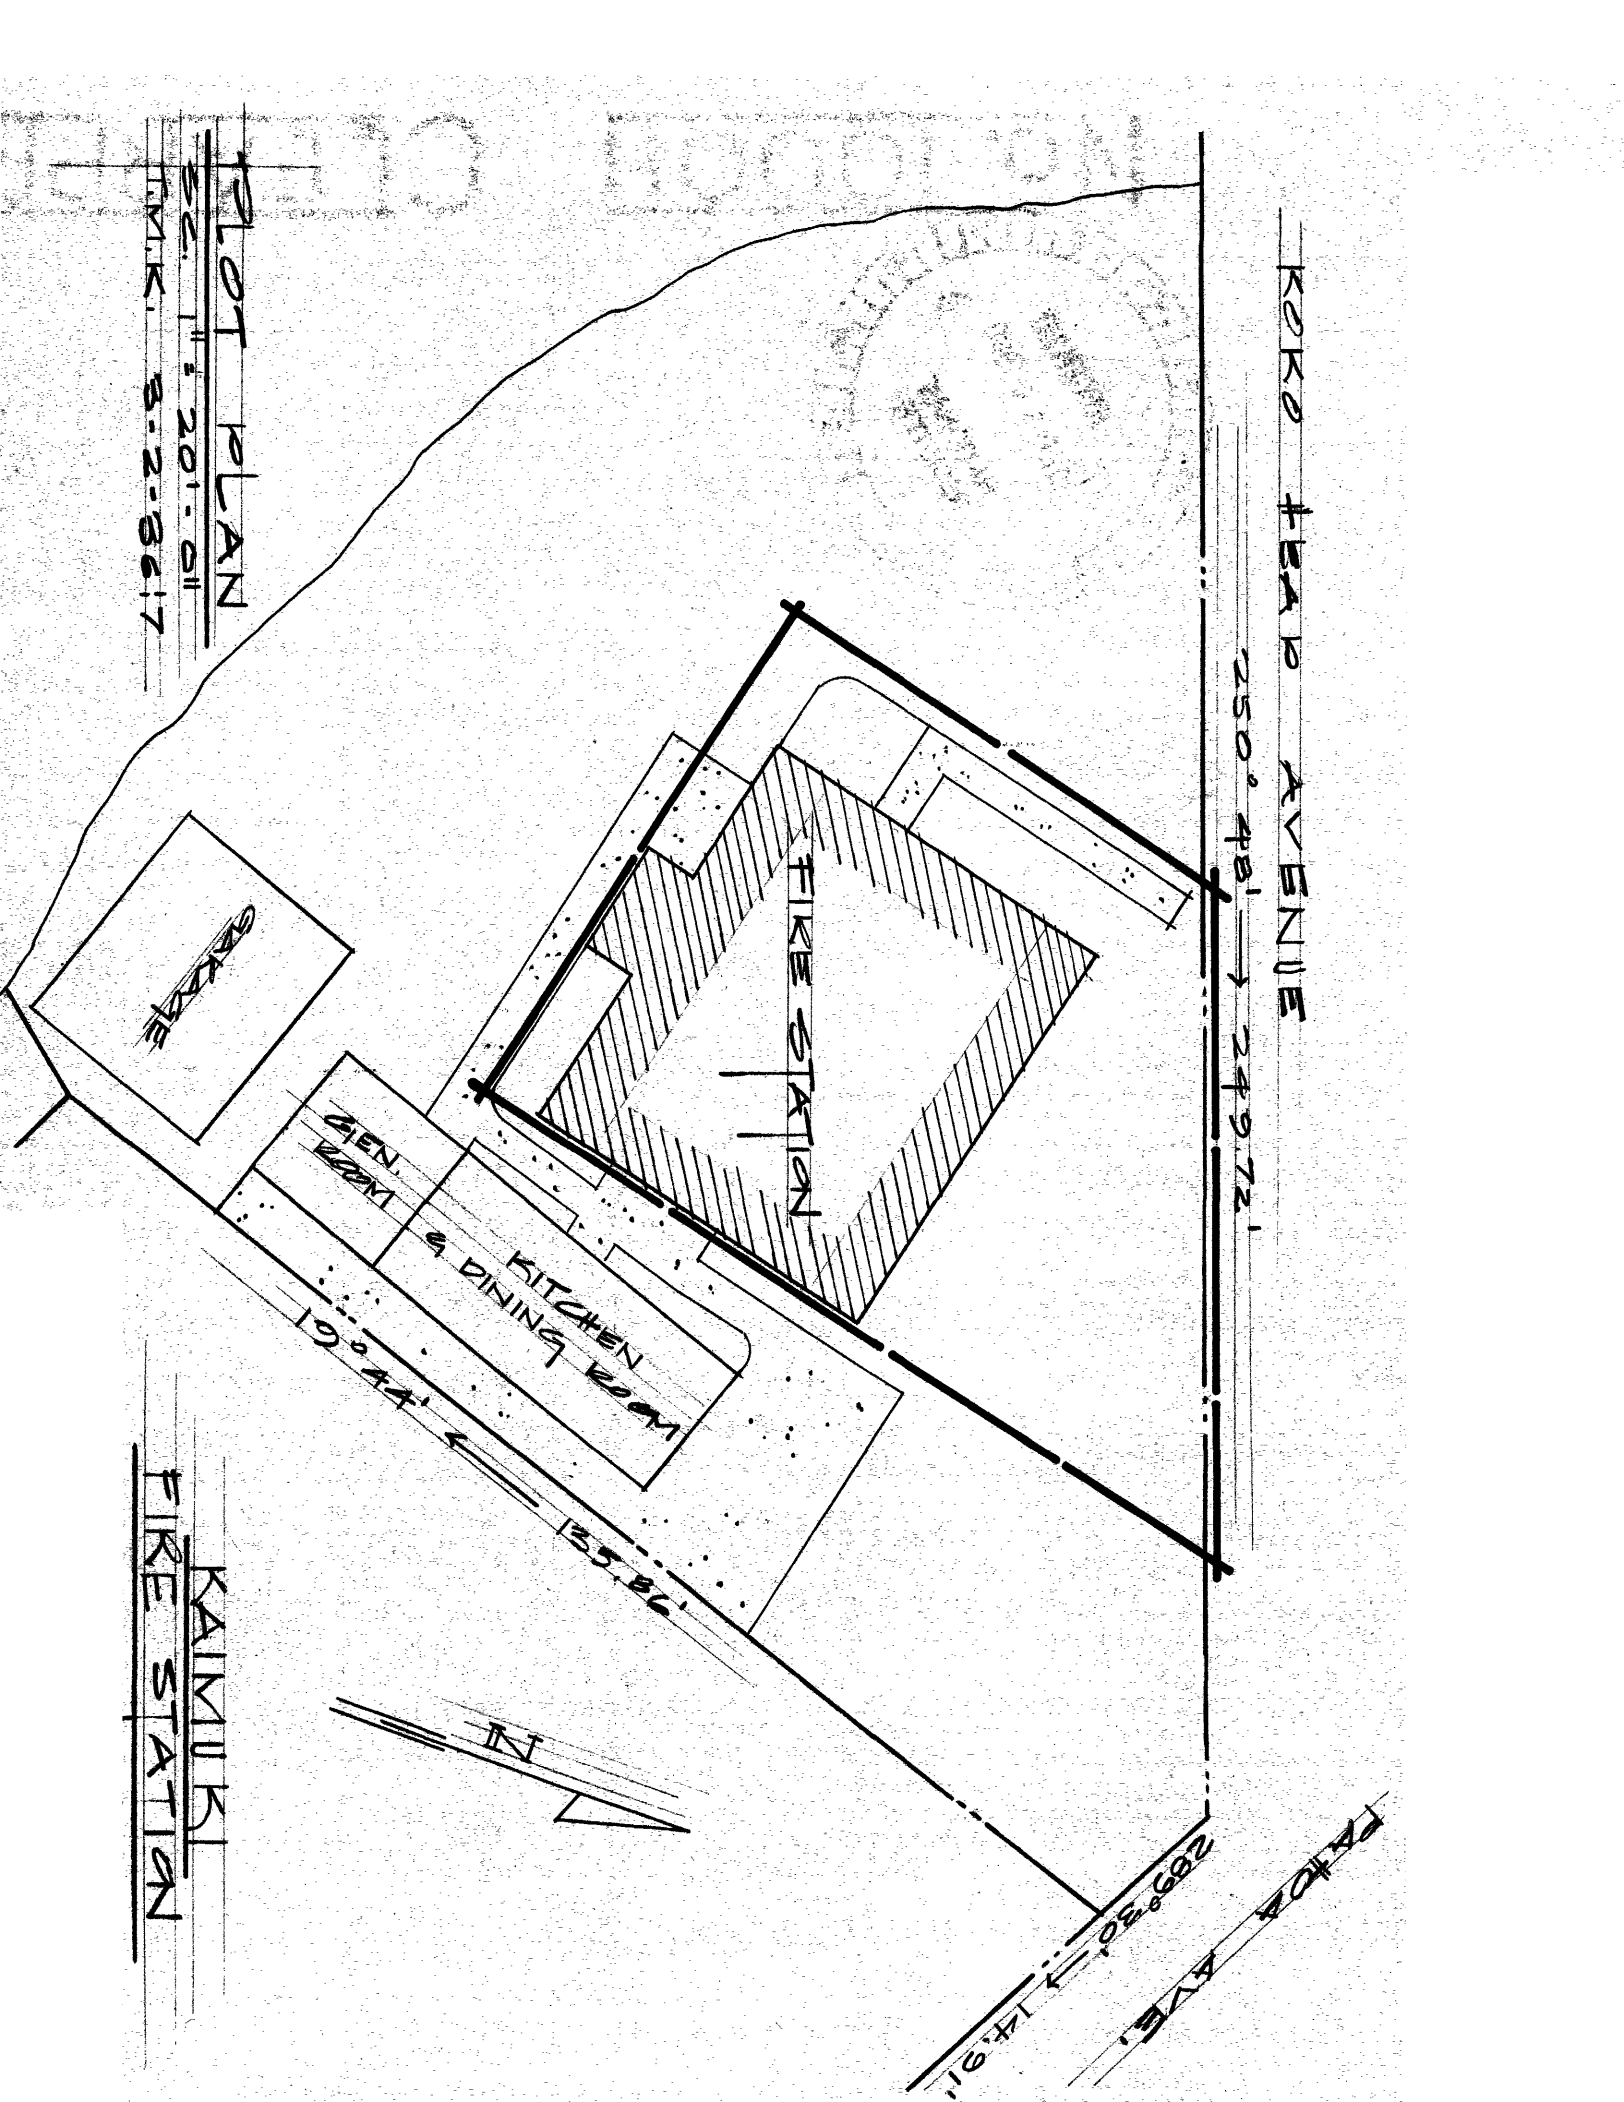 KOKO HEAD AVENUE
250° 48' → 249.72'
FIRE STATION
GARAGE
GEN.
ROOM
KITCHEN
& DINING ROOM
19° 44' ← 135.86'
N
289° 30' → 14.91'
PAHOA AVE.
PLOT PLAN
SC. 1" = 20'-0"
T.M.K. 3-2-36:7
KAIMUKI
FIRE STATION